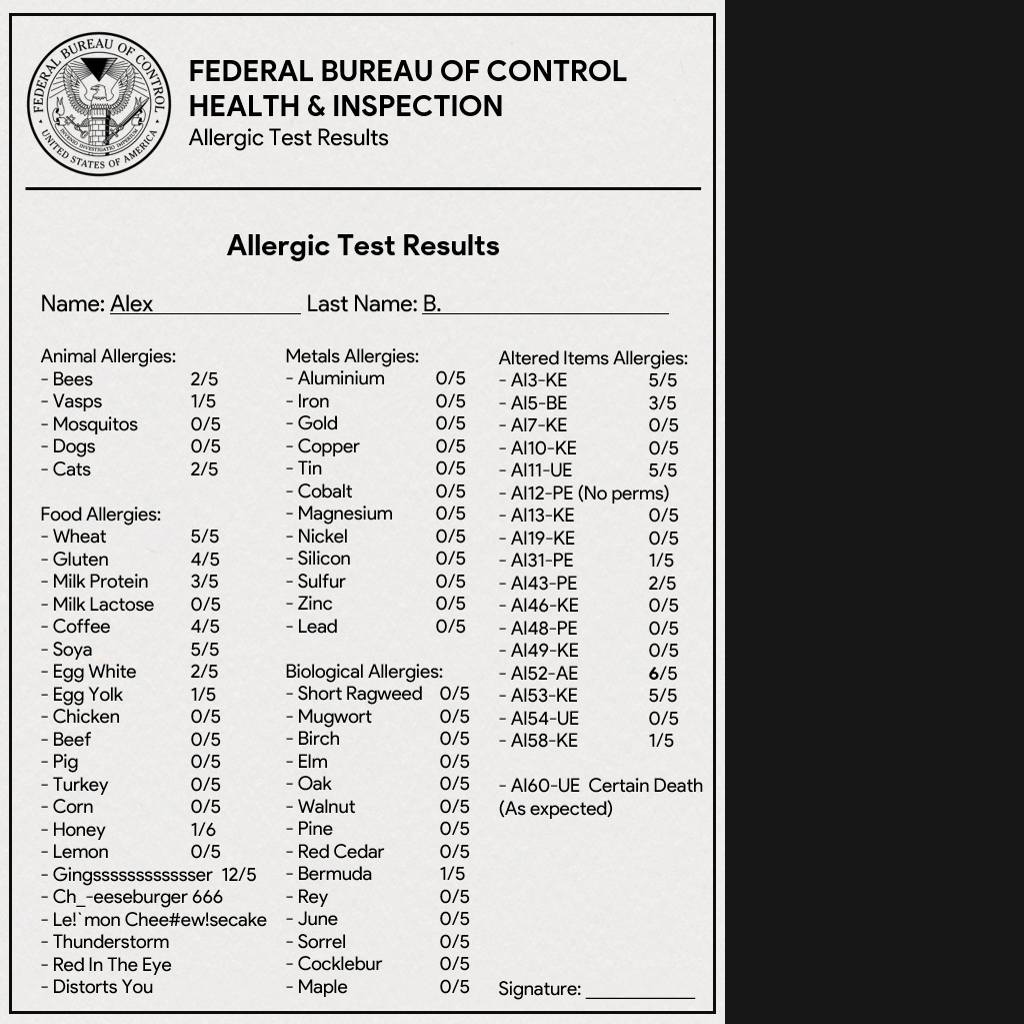 FEDERAL BUREAU OF CONTROL
UNITED STATES OF AMERICA
FEDERAL BUREAU OF CONTROL
HEALTH & INSPECTION
Allergic Test Results
Allergic Test Results
Name: Alex Last Name: B.
Animal Allergies:
- Bees 2/5
- Vasps 1/5
- Mosquitos 0/5
- Dogs 0/5
- Cats 2/5
Food Allergies:
- Wheat 5/5
- Gluten 4/5
- Milk Protein 3/5
- Milk Lactose 0/5
- Coffee 4/5
- Soya 5/5
- Egg White 2/5
- Egg Yolk 1/5
- Chicken 0/5
- Beef 0/5
- Pig 0/5
- Turkey 0/5
- Corn 0/5
- Honey 1/6
- Lemon 0/5
- Gingsssssssssssser 12/5
- Ch_-eeseburger 666
- Le!`mon Chee#ew!secake
- Thunderstorm
- Red In The Eye
- Distorts You
Metals Allergies:
- Aluminium 0/5
- Iron 0/5
- Gold 0/5
- Copper 0/5
- Tin 0/5
- Cobalt 0/5
- Magnesium 0/5
- Nickel 0/5
- Silicon 0/5
- Sulfur 0/5
- Zinc 0/5
- Lead 0/5
Biological Allergies:
- Short Ragweed 0/5
- Mugwort 0/5
- Birch 0/5
- Elm 0/5
- Oak 0/5
- Walnut 0/5
- Pine 0/5
- Red Cedar 0/5
- Bermuda 1/5
- Rey 0/5
- June 0/5
- Sorrel 0/5
- Cocklebur 0/5
- Maple 0/5
Altered Items Allergies:
- AI3-KE 5/5
- AI5-BE 3/5
- AI7-KE 0/5
- AI10-KE 0/5
- AI11-UE 5/5
- AI12-PE (No perms)
- AI13-KE 0/5
- AI19-KE 0/5
- AI31-PE 1/5
- AI43-PE 2/5
- AI46-KE 0/5
- AI48-PE 0/5
- AI49-KE 0/5
- AI52-AE 6/5
- AI53-KE 5/5
- AI54-UE 0/5
- AI58-KE 1/5
- AI60-UE Certain Death
(As expected)
Signature: